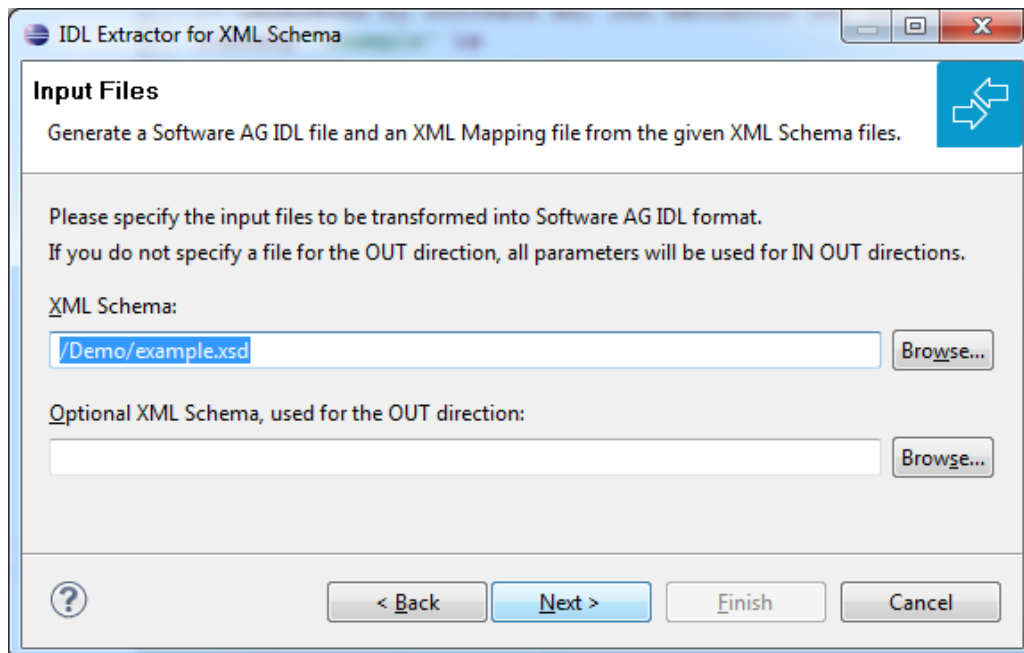 IDL Extractor for XML Schema
Input Files
Generate a Software AG IDL file and an XML Mapping file from the given XML Schema files.
Please specify the input files to be transformed into Software AG IDL format.
If you do not specify a file for the OUT direction, all parameters will be used for IN OUT directions.
XML Schema:
/Demo/example.xsd
Browse...
Optional XML Schema, used for the OUT direction:
Browse...
?
< Back
Next >
Finish
Cancel